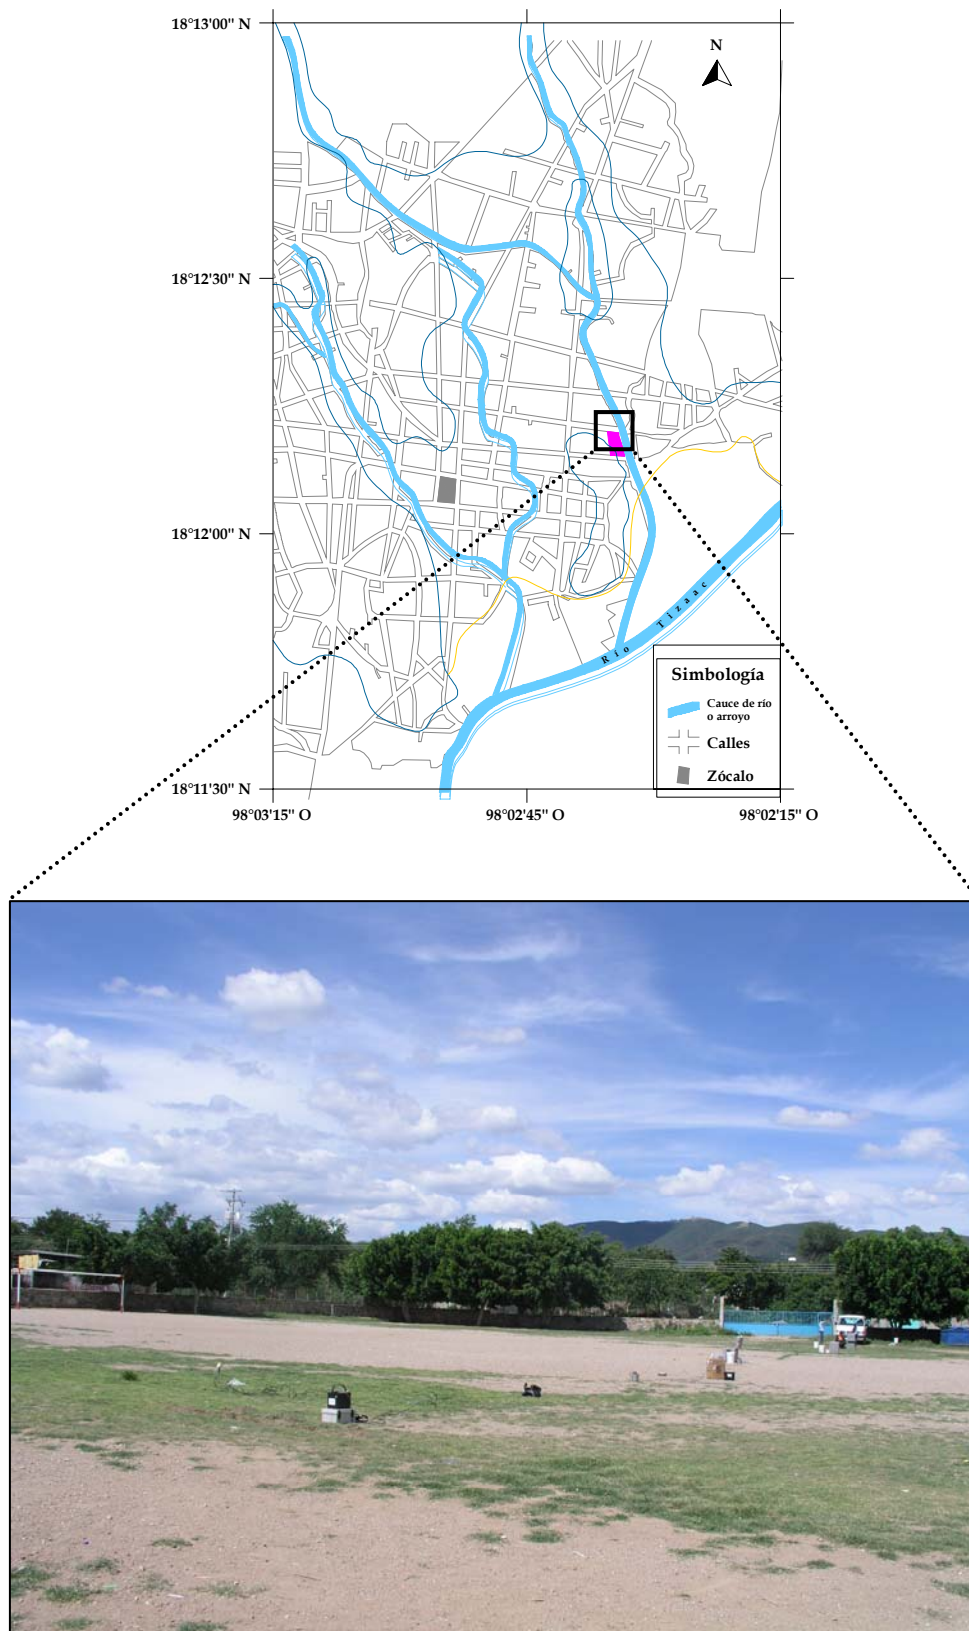 18°13'00" N
N
18°12'30" N
18°12'00" N
Río Tizaac
Simbología
Cauce de río
o arroyo
Calles
Zócalo
18°11'30" N
98°03'15" O
98°02'45" O
98°02'15" O